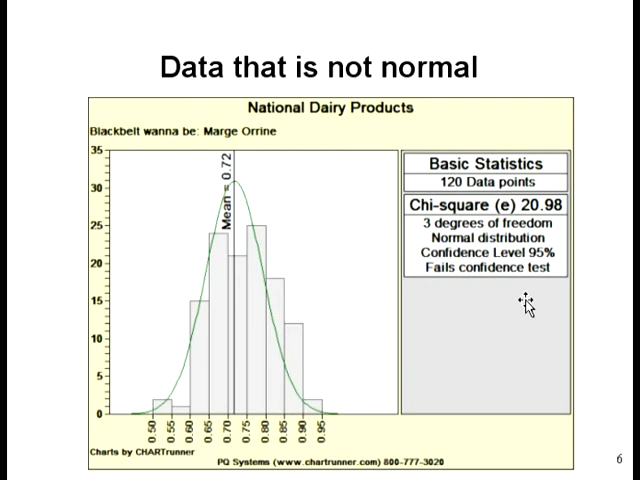 Data that is not normal
National Dairy Products
Blackbelt wanna be: Marge Orrine
35
30
25
20
15
10
5
0
Mean = 0.72
0.50
0.55
0.60
0.65
0.70
0.75
0.80
0.85
0.90
0.95
Basic Statistics
120 Data points
Chi-square (e) 20.98
3 degrees of freedom
Normal distribution
Confidence Level 95%
Fails confidence test
Charts by CHARTrunner
PQ Systems (www.chartrunner.com) 800-777-3020
6